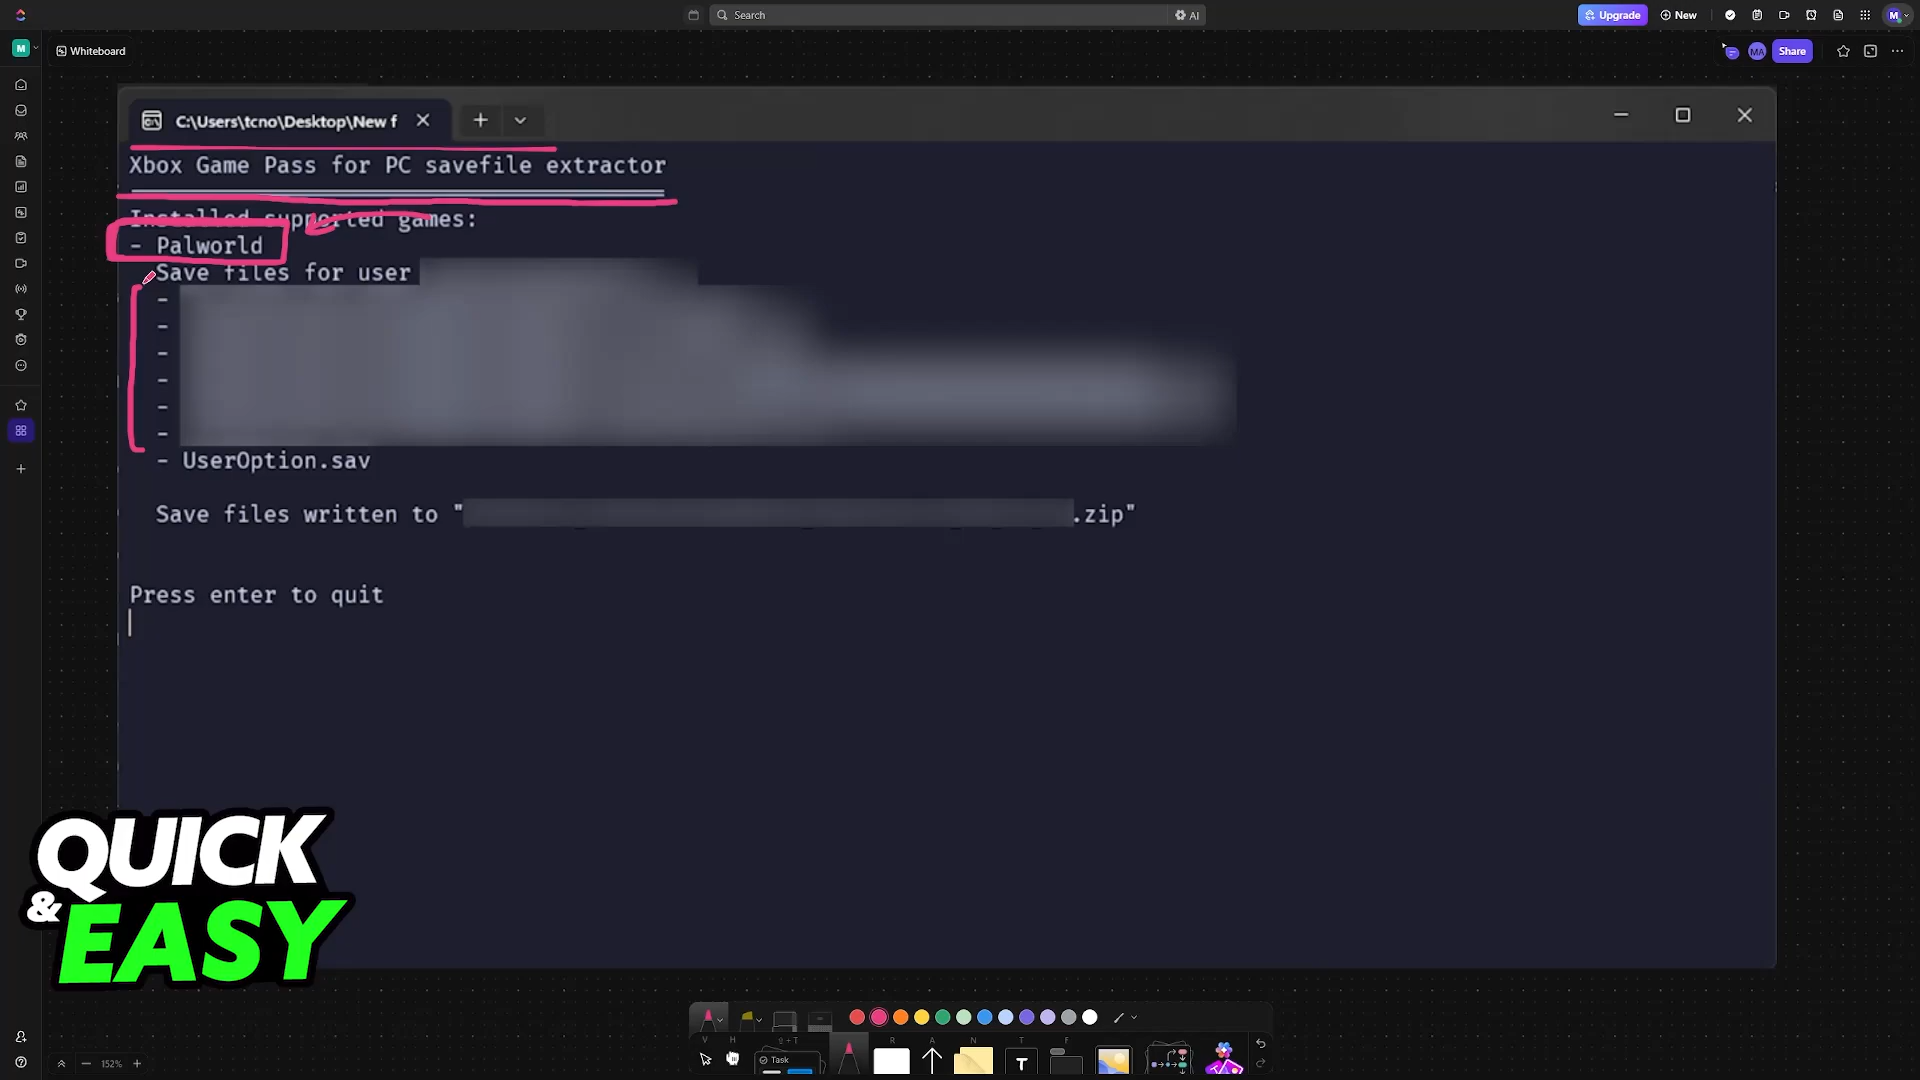 Search
AI
Upgrade
New
M
M
Whiteboard
MA
Share
C:\Users\tcno\Desktop\New f
Xbox Game Pass for PC savefile extractor
Installed supported games:
- Palworld
Save files for user
-
-
-
-
-
-
- UserOption.sav
Save files written to "
.zip"
Press enter to quit
QUICK
&
EASY
V
H
⇧+T
R
A
N
T
F
Task
T
152%